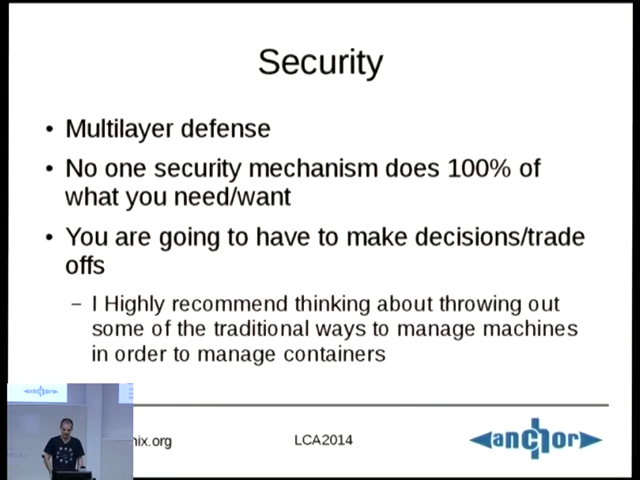 Security
• Multilayer defense
• No one security mechanism does 100% of
what you need/want
• You are going to have to make decisions/trade
offs
– I Highly recommend thinking about throwing out
some of the traditional ways to manage machines
in order to manage containers
nix.org
LCA2014
anchor